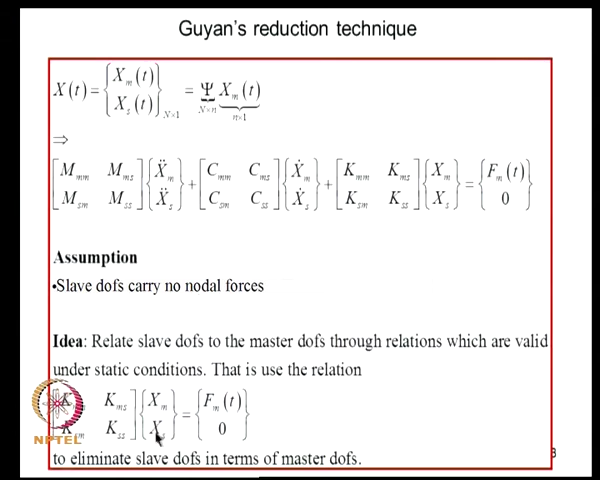 Guyan's reduction technique
X(t) = {X_m(t) X_s(t)}_{N×1} = Ψ_{N×n} X_m(t)_{n×1}
⇒
[M_mm M_ms; M_sm M_ss]{Ẍ_m; Ẍ_s} + [C_mm C_ms; C_sm C_ss]{Ẋ_m; Ẋ_s} + [K_mm K_ms; K_sm K_ss]{X_m; X_s} = {F_m(t); 0}
Assumption
•Slave dofs carry no nodal forces
Idea: Relate slave dofs to the master dofs through relations which are valid
under static conditions. That is use the relation
[K K_ms; K_sm K_ss]{X_m; X_s} = {F_m(t); 0}
NPTEL
to eliminate slave dofs in terms of master dofs.
3